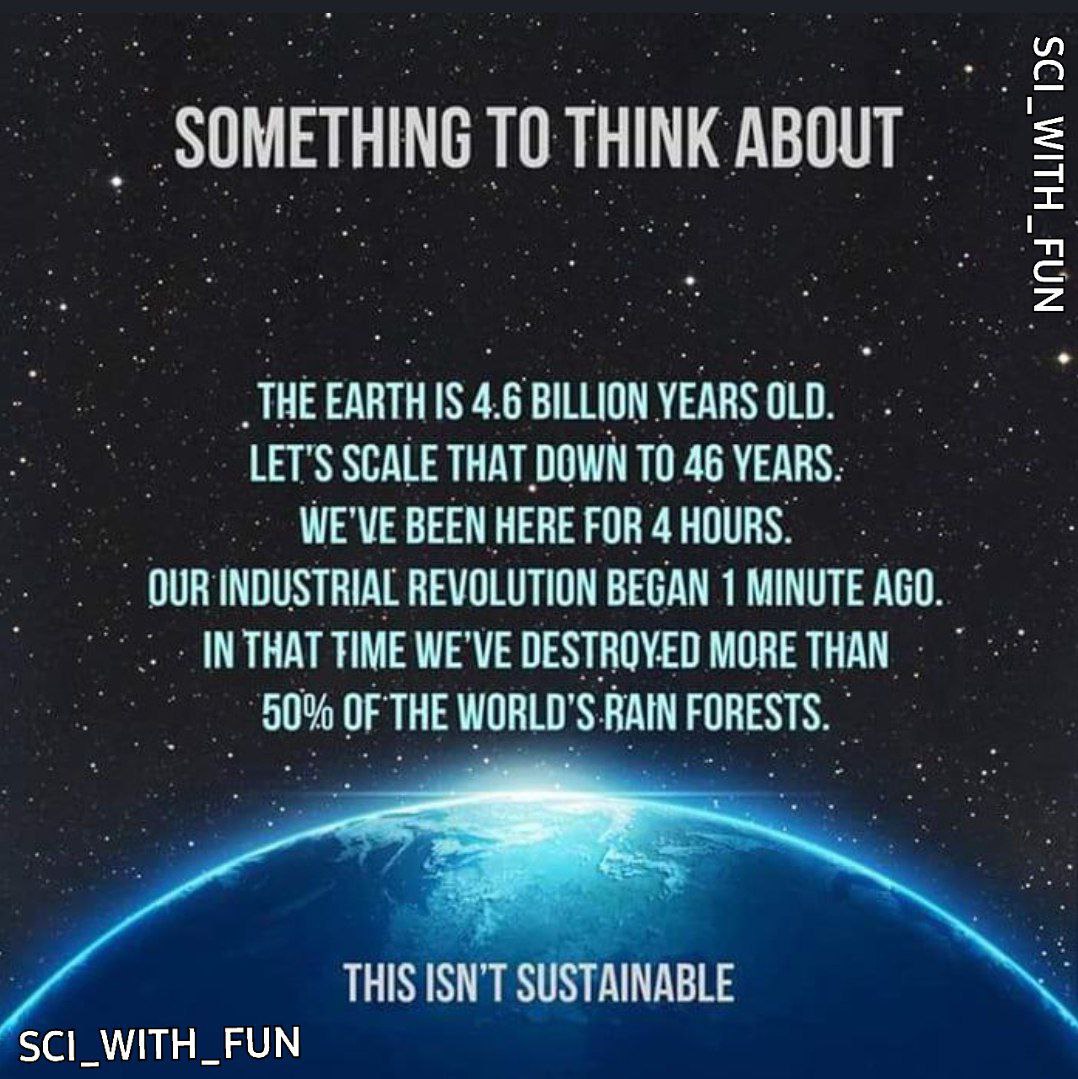 SOMETHING TO THINK ABOUT
SCI_WITH_FUN
THE EARTH IS 4.6 BILLION YEARS OLD.
LET'S SCALE THAT DOWN TO 46 YEARS.
WE'VE BEEN HERE FOR 4 HOURS.
OUR INDUSTRIAL REVOLUTION BEGAN 1 MINUTE AGO.
IN THAT TIME WE'VE DESTROYED MORE THAN
50% OF THE WORLD'S RAIN FORESTS.
THIS ISN'T SUSTAINABLE
SCI_WITH_FUN